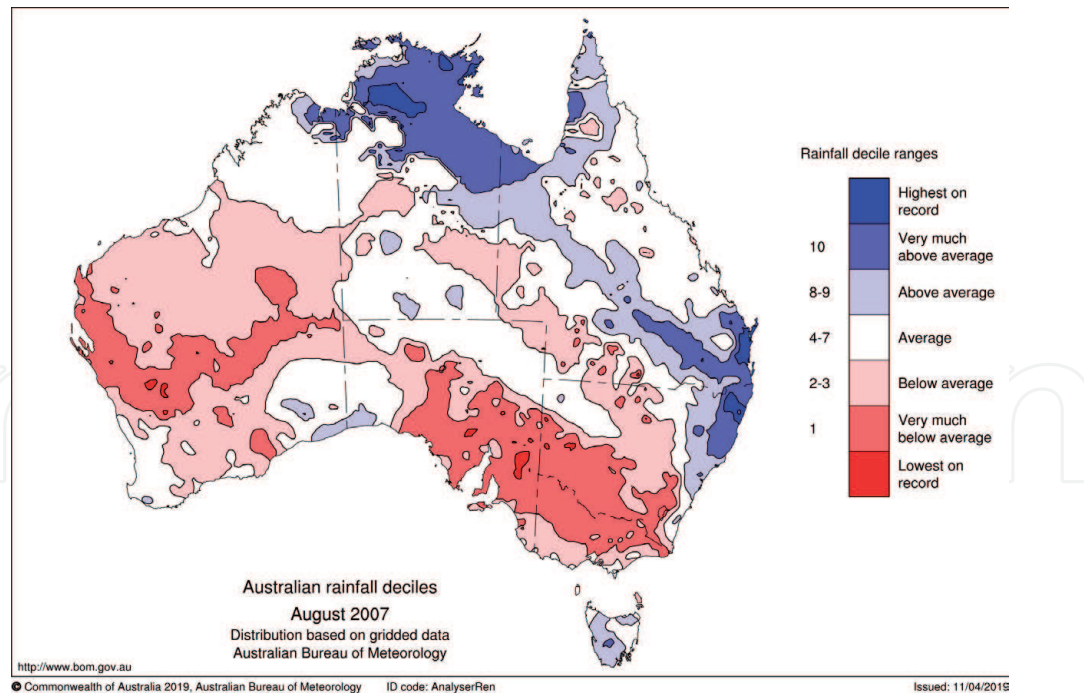 Rainfall decile ranges
Highest on
record
10
Very much
above average
8-9
Above average
4-7
Average
2-3
Below average
1
Very much
below average
Lowest on
record
Australian rainfall deciles
August 2007
Distribution based on gridded data
Australian Bureau of Meteorology
http://www.bom.gov.au
© Commonwealth of Australia 2019, Australian Bureau of Meteorology ID code: AnalyserRen Issued: 11/04/2019